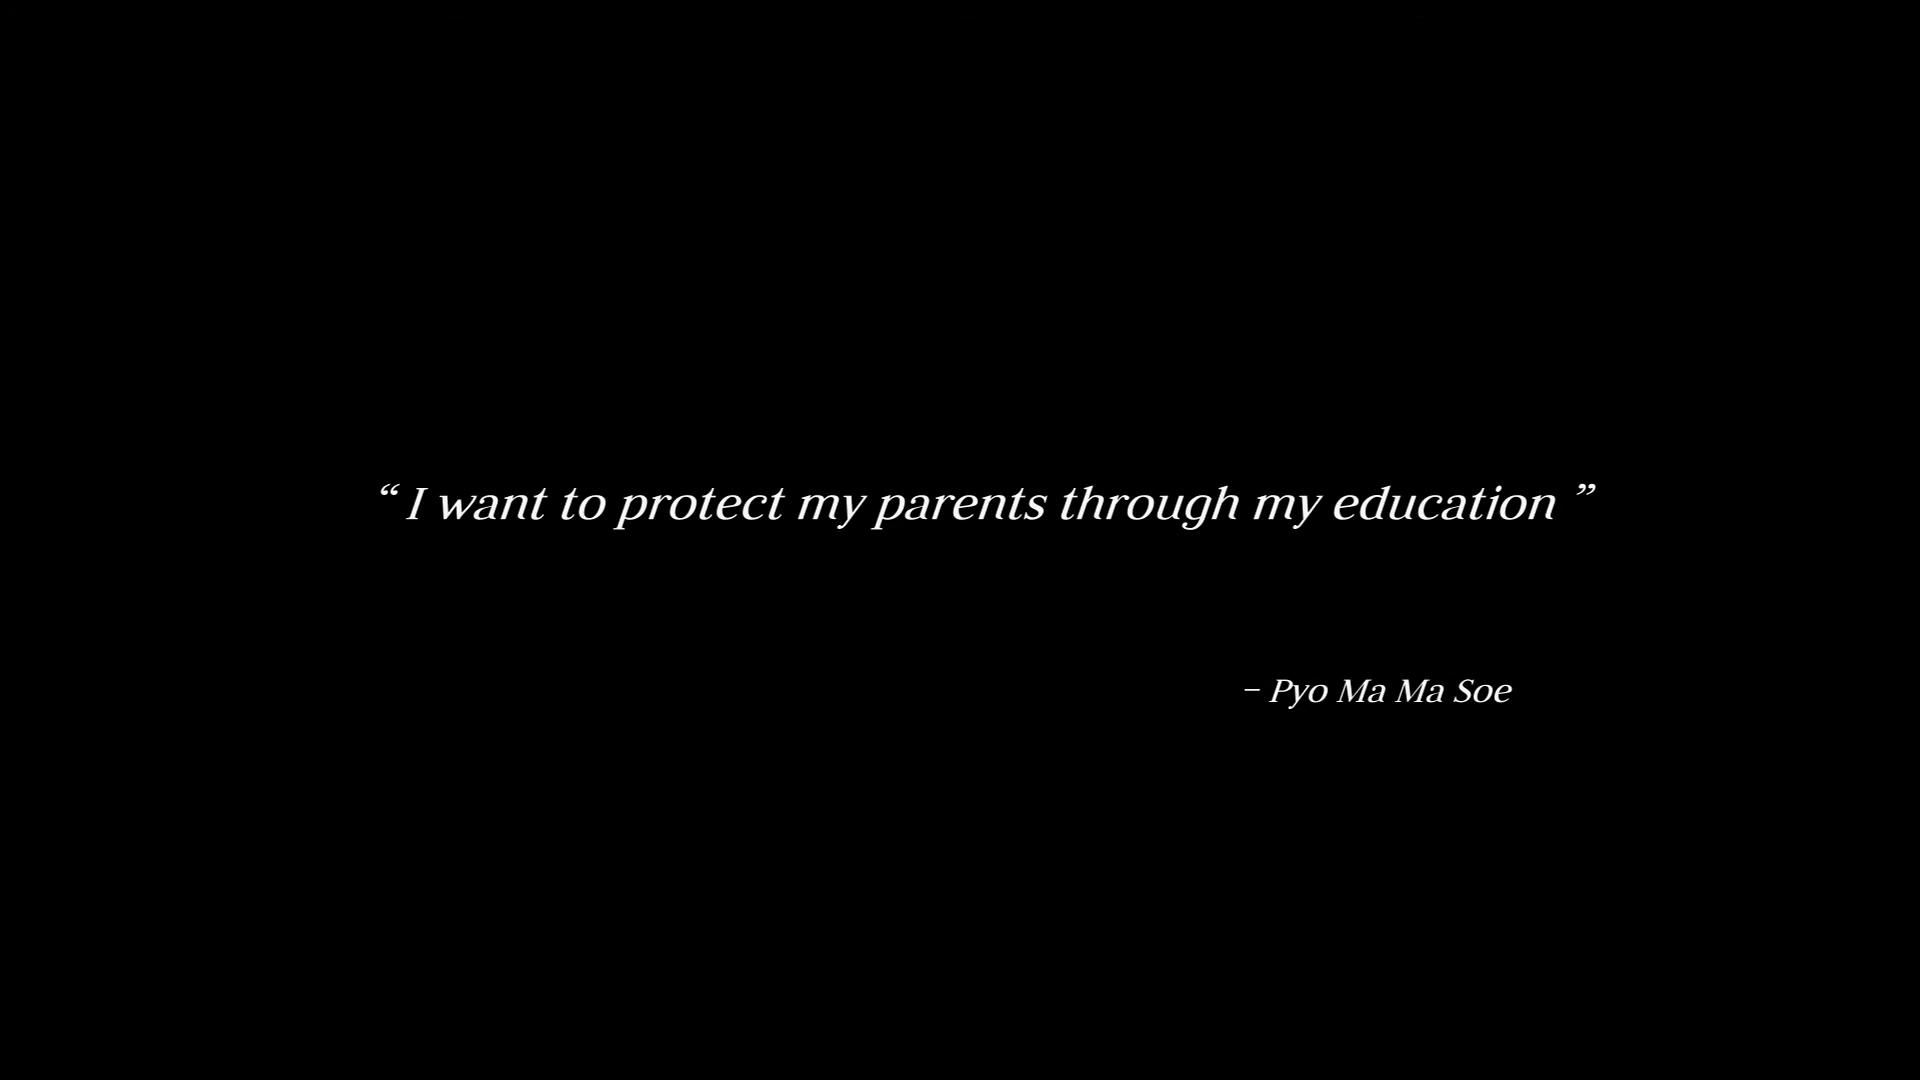 “ I want to protect my parents through my education ”
– Pyo Ma Ma Soe